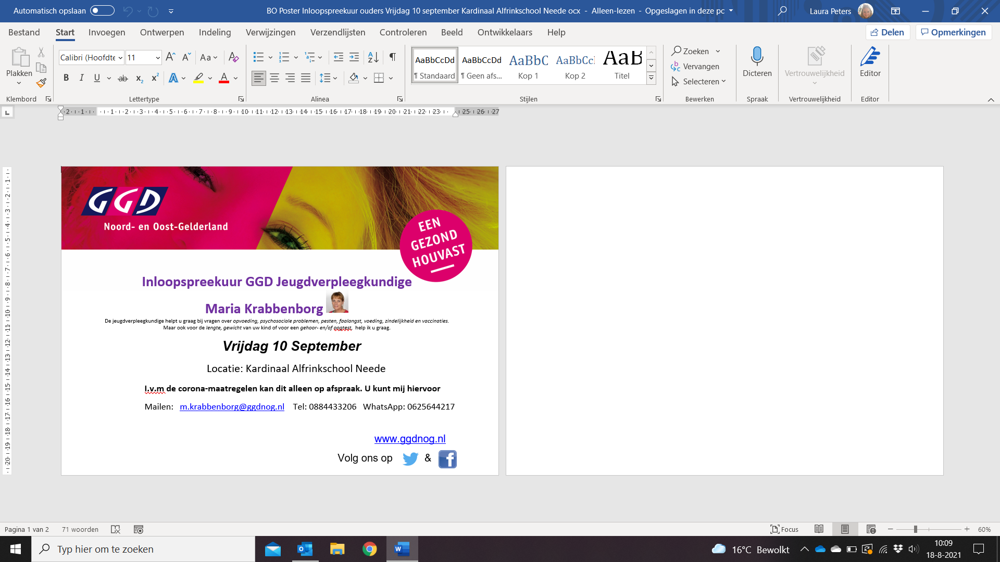 Automatisch opslaan
BO Poster Inloopspreekuur ouders Vrijdag 10 september Kardinaal Alfrinkschool Neede ocx - Alleen-lezen - Opgeslagen in deze pc
Laura Peters
Bestand Start Invoegen Ontwerpen Indeling Verwijzingen Verzendlijsten Controleren Beeld Ontwikkelaars Help
Delen Opmerkingen
Plakken
Calibri (Hoofdte 11
Aa
AaBbCcDd AaBbCcDd AaBbC AaBbCcl AaB
¶ Standaard ¶ Geen afs... Kop 1 Kop 2 Titel
Zoeken
Vervangen
Selecteren
Dicteren
Vertrouwelijkheid
Editor
Klembord Lettertype Alinea Stijlen Bewerken Spraak Vertrouwelijkheid Editor
GGD
Noord- en Oost-Gelderland
EEN
GEZOND
HOUVAST
Inloopspreekuur GGD Jeugdverpleegkundige
Maria Krabbenborg
De jeugdverpleegkundige helpt u graag bij vragen over opvoeding, psychosociale problemen, pesten, faalangst, voeding, zindelijkheid en vaccinaties.
Maar ook voor de lengte, gewicht van uw kind of voor een gehoor- en/of oogtest, help ik u graag.
Vrijdag 10 September
Locatie: Kardinaal Alfrinkschool Neede
I.v.m de corona-maatregelen kan dit alleen op afspraak. U kunt mij hiervoor
Mailen: m.krabbenborg@ggdnog.nl Tel: 0884433206 WhatsApp: 0625644217
www.ggdnog.nl
Volg ons op &
Pagina 1 van 2 71 woorden
Focus
60%
Typ hier om te zoeken
16°C Bewolkt
10:09
18-8-2021